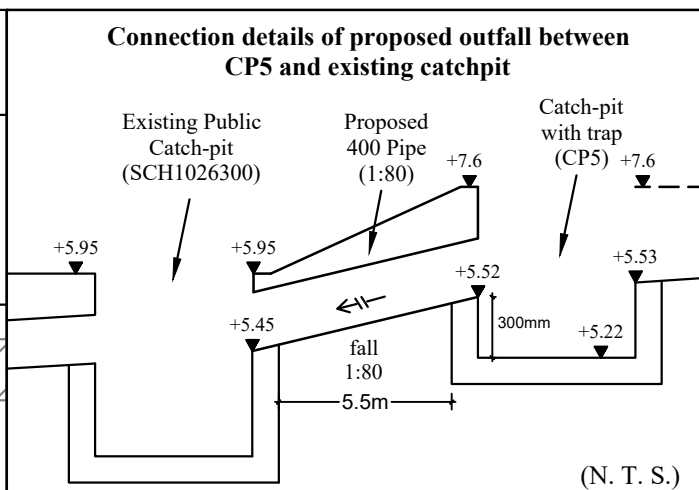 Connection details of proposed outfall between
CP5 and existing catchpit
Existing Public
Catch-pit
(SCH1026300)
Proposed
400 Pipe
(1:80)
Catch-pit
with trap
(CP5)
+7.6
+7.6
+5.95
+5.95
+5.53
+5.52
+5.45
300mm
+5.22
fall
1:80
5.5m
(N. T. S.)